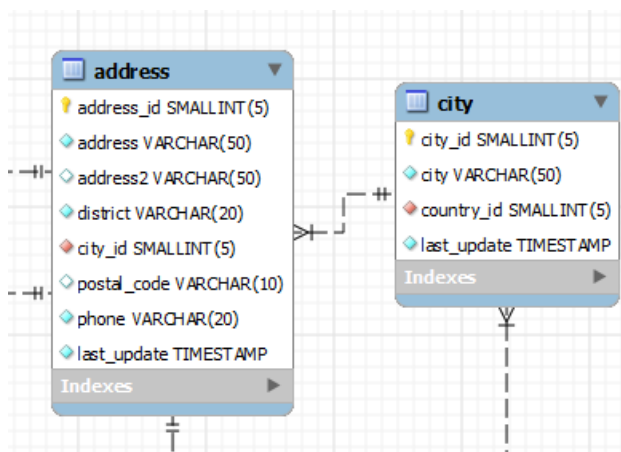 address
address_id SMALLINT(5)
address VARCHAR(50)
address2 VARCHAR(50)
district VARCHAR(20)
city_id SMALLINT(5)
postal_code VARCHAR(10)
phone VARCHAR(20)
last_update TIMESTAMP
Indexes
city
city_id SMALLINT(5)
city VARCHAR(50)
country_id SMALLINT(5)
last_update TIMESTAMP
Indexes